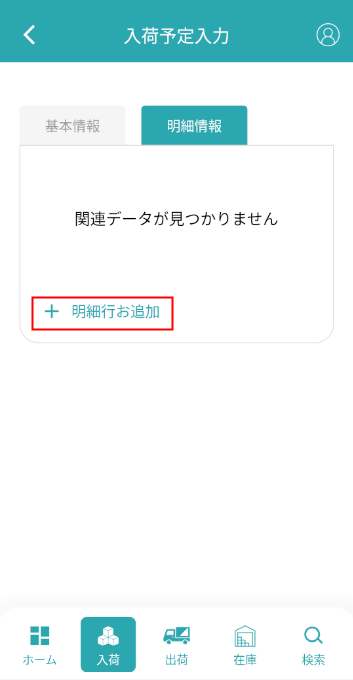 入荷予定入力
基本情報
明細情報
関連データが見つかりません
明細行お追加
ホーム
入荷
出荷
在庫
検索